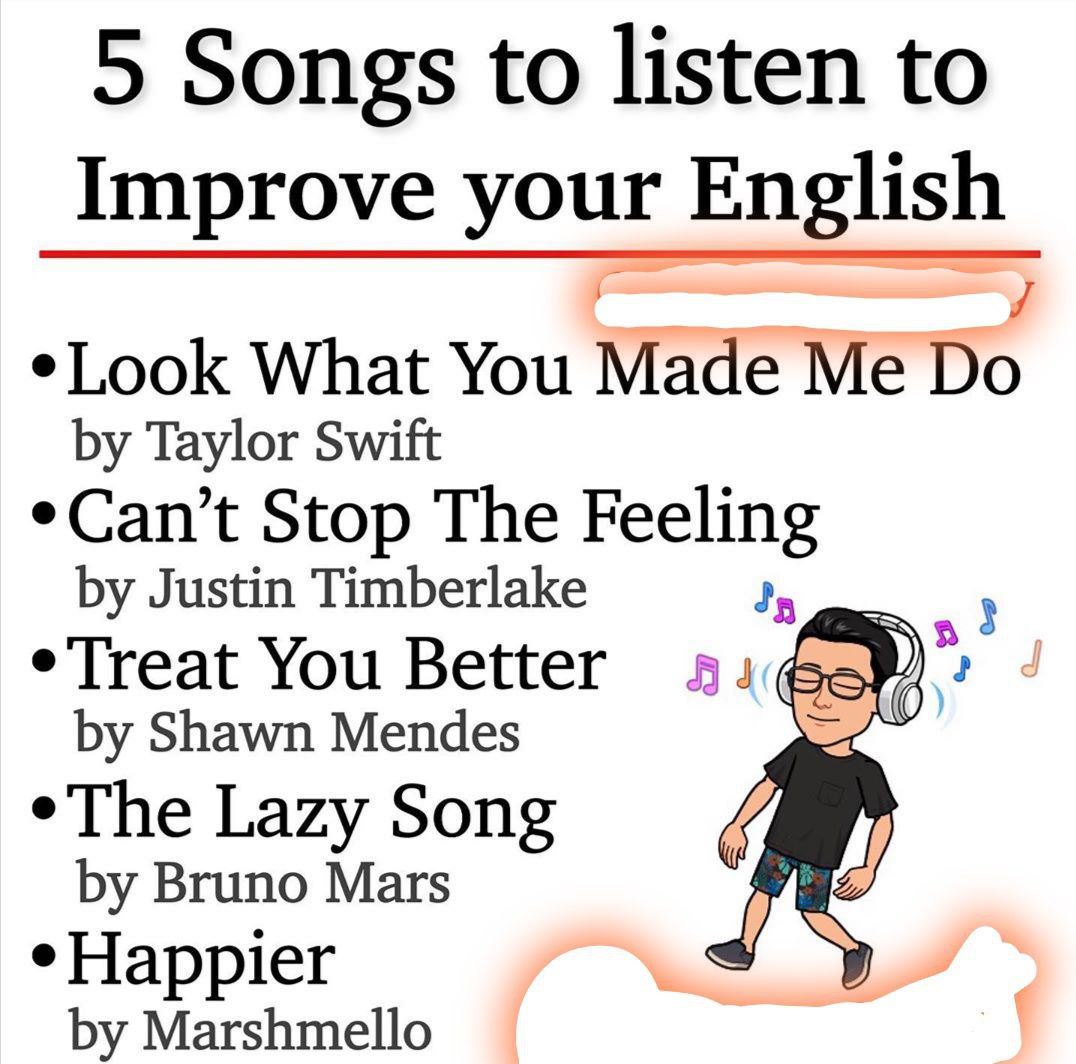 5 Songs to listen to
Improve your English
• Look What You Made Me Do
by Taylor Swift
• Can’t Stop The Feeling
by Justin Timberlake
• Treat You Better
by Shawn Mendes
• The Lazy Song
by Bruno Mars
• Happier
by Marshmello